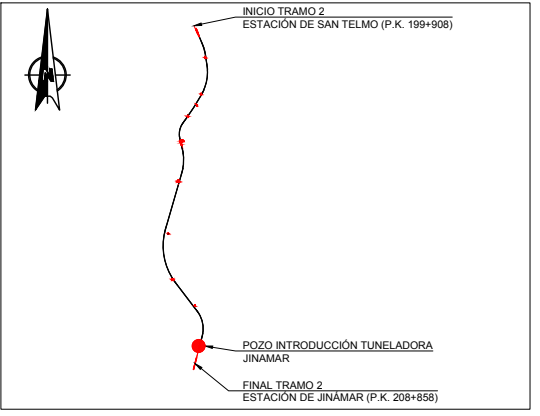 INICIO TRAMO 2
ESTACIÓN DE SAN TELMO (P.K. 199+908)
N
POZO INTRODUCCIÓN TUNELADORA
JINAMAR
FINAL TRAMO 2
ESTACIÓN DE JINÁMAR (P.K. 208+858)